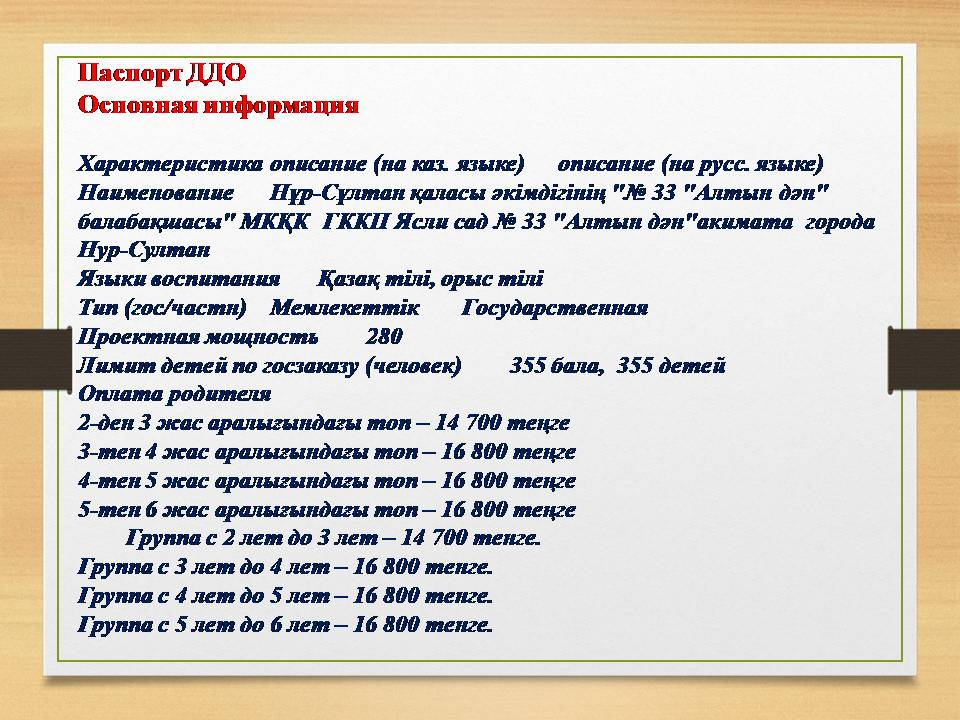 Паспорт ДДО
Основная информация
Характеристика описание (на каз. языке) описание (на русс. языке)
Наименование Нұр-Сұлтан қаласы әкімдігінің "№ 33 "Алтын дән"
балабақшасы" МКҚК ГККП Ясли сад № 33 "Алтын дән"акимата города
Нур-Султан
Языки воспитания Қазақ тілі, орыс тілі
Тип (гос/частн) Мемлекеттік Государственная
Проектная мощность 280
Лимит детей по госзаказу (человек) 355 бала, 355 детей
Оплата родителя
2-ден 3 жас аралығындағы топ – 14 700 теңге
3-тен 4 жас аралығындағы топ – 16 800 теңге
4-тен 5 жас аралығындағы топ – 16 800 теңге
5-тен 6 жас аралығындағы топ – 16 800 теңге
Группа с 2 лет до 3 лет – 14 700 тенге.
Группа с 3 лет до 4 лет – 16 800 тенге.
Группа с 4 лет до 5 лет – 16 800 тенге.
Группа с 5 лет до 6 лет – 16 800 тенге.